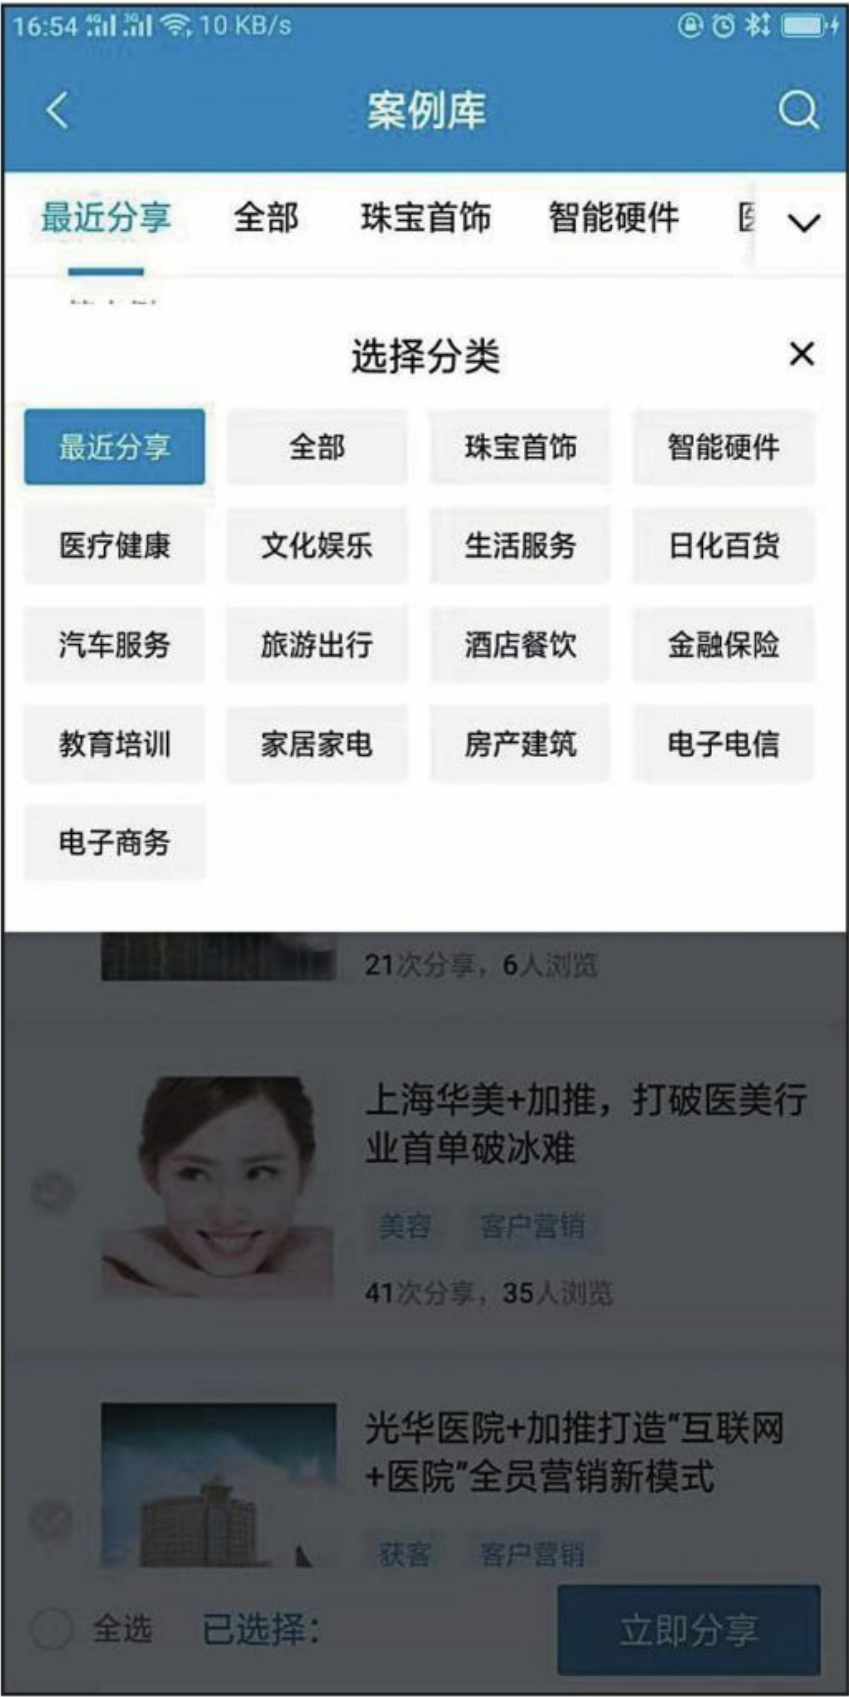 16:54 4G 3G 10 KB/s
案例库
最近分享 全部 珠宝首饰 智能硬件
选择分类 ×
最近分享 全部 珠宝首饰 智能硬件
医疗健康 文化娱乐 生活服务 日化百货
汽车服务 旅游出行 酒店餐饮 金融保险
教育培训 家居家电 房产建筑 电子电信
电子商务
21次分享，6人浏览
上海华美+加推，打破医美行
业首单破冰难
美容 客户营销
41次分享，35人浏览
光华医院+加推打造“互联网
+医院”全员营销新模式
获客 客户营销
全选 已选择： 立即分享